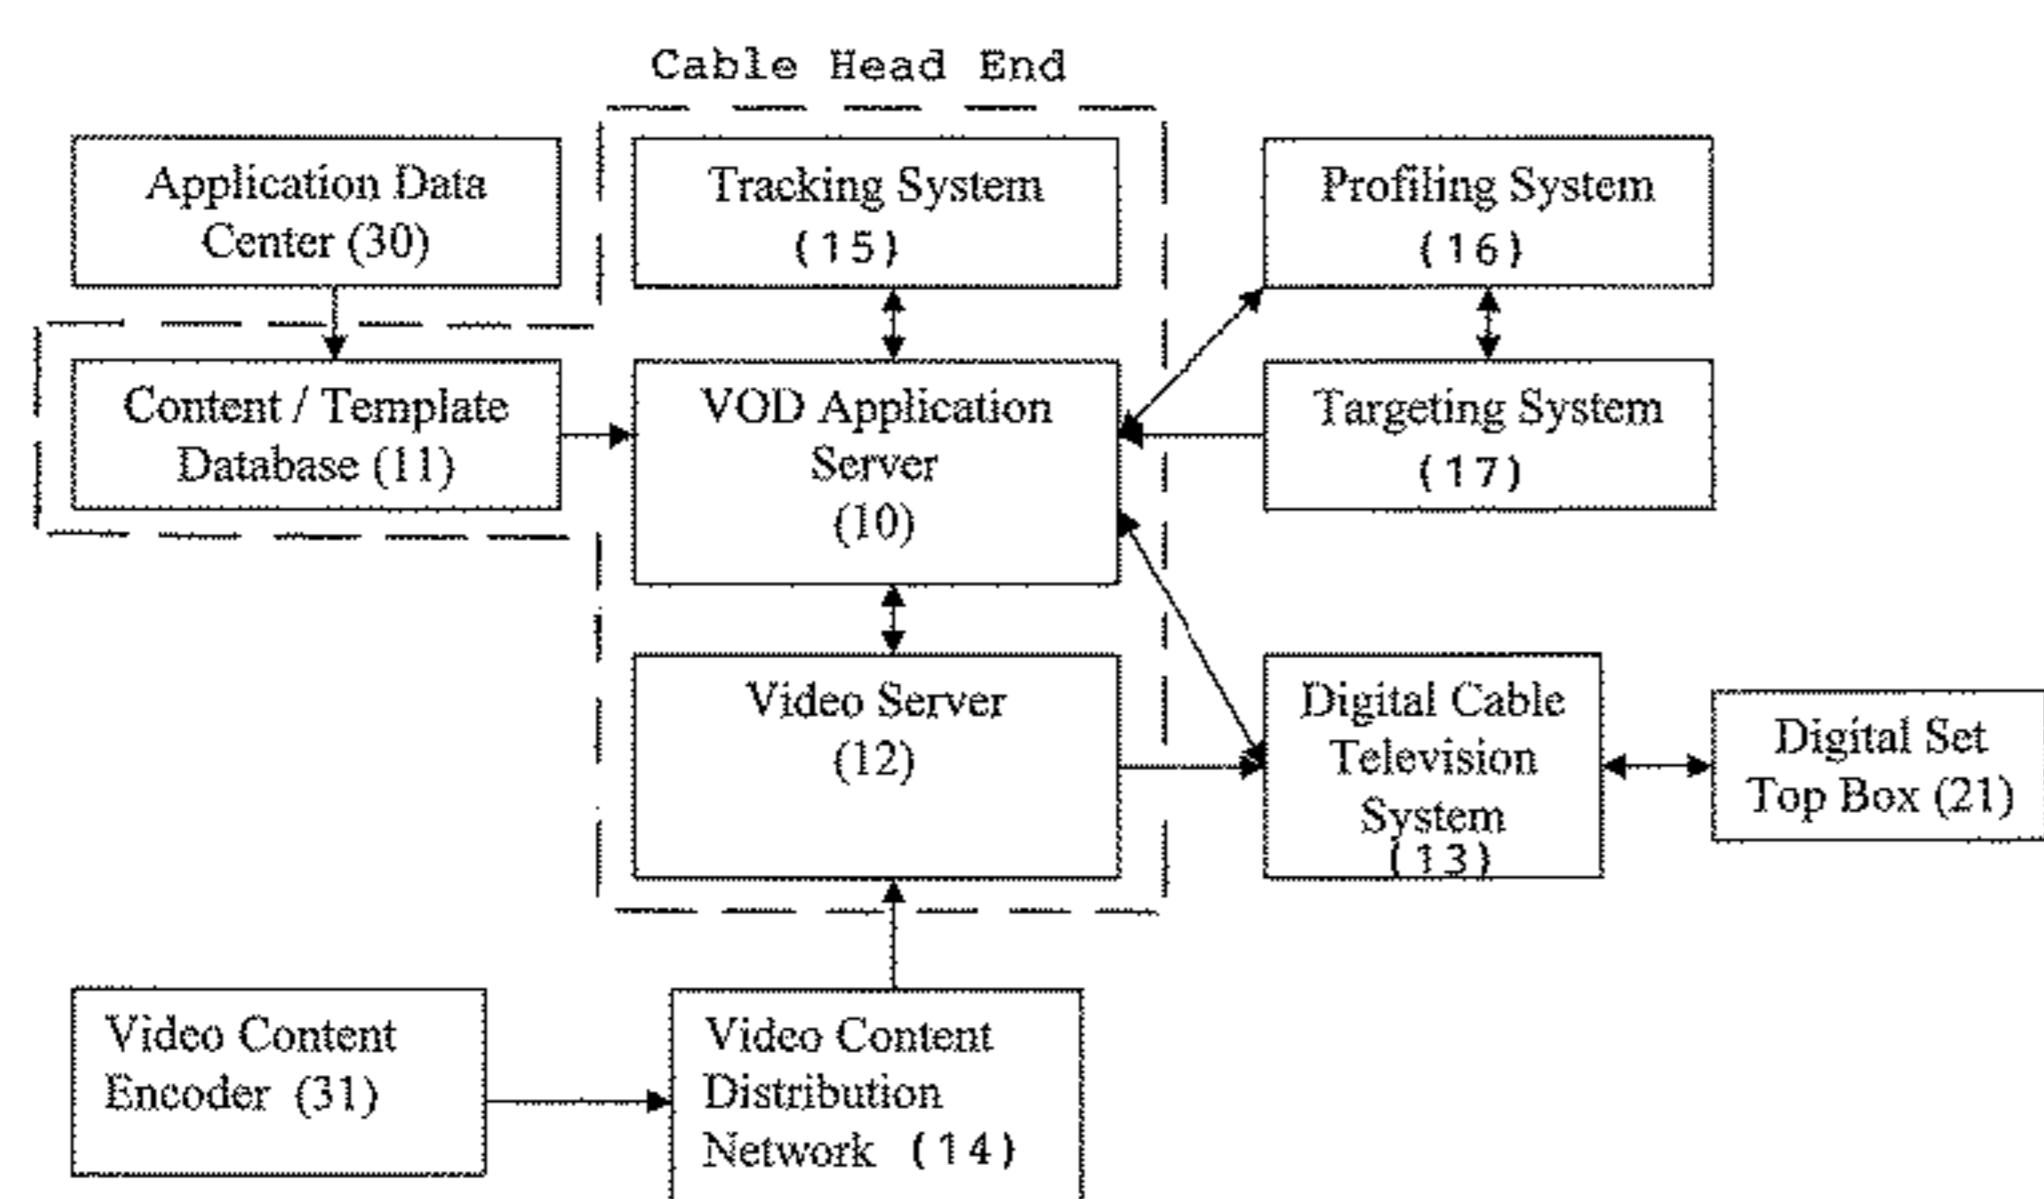 Cable Head End
Application Data
Center (30)
Tracking System
(15)
Profiling System
(16)
Content / Template
Database (11)
VOD Application
Server
(10)
Targeting System
(17)
Video Server
(12)
Digital Cable
Television
System
(13)
Digital Set
Top Box (21)
Video Content
Encoder (31)
Video Content
Distribution
Network (14)